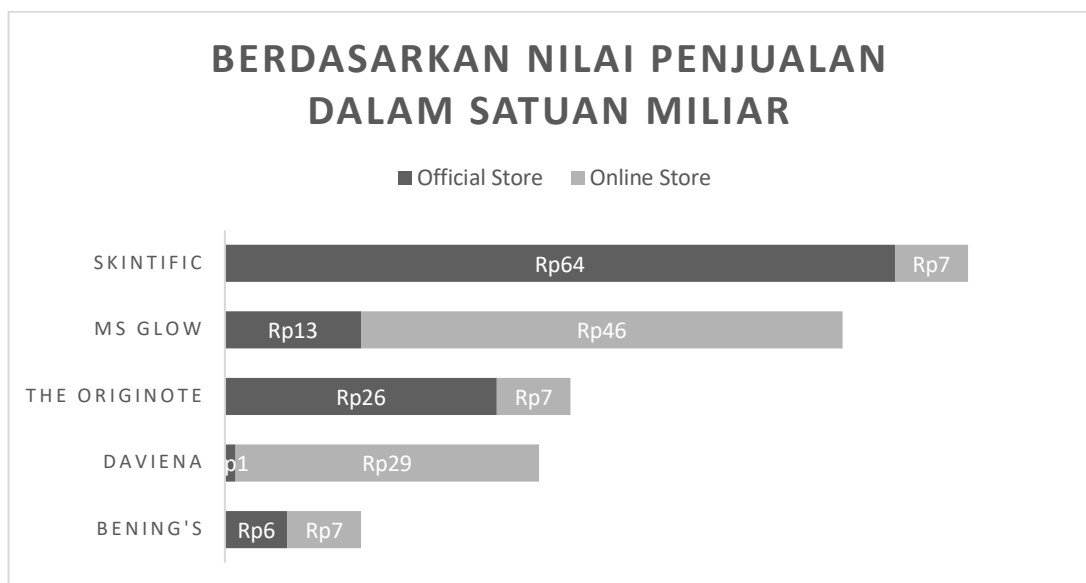 BERDASARKAN NILAI PENJUALAN
DALAM SATUAN MILIAR
Official Store Online Store
SKINTIFIC Rp64 Rp7
MS GLOW Rp13 Rp46
THE ORIGINOTE Rp26 Rp7
DAVIENA Rp1 Rp29
BENING'S Rp6 Rp7